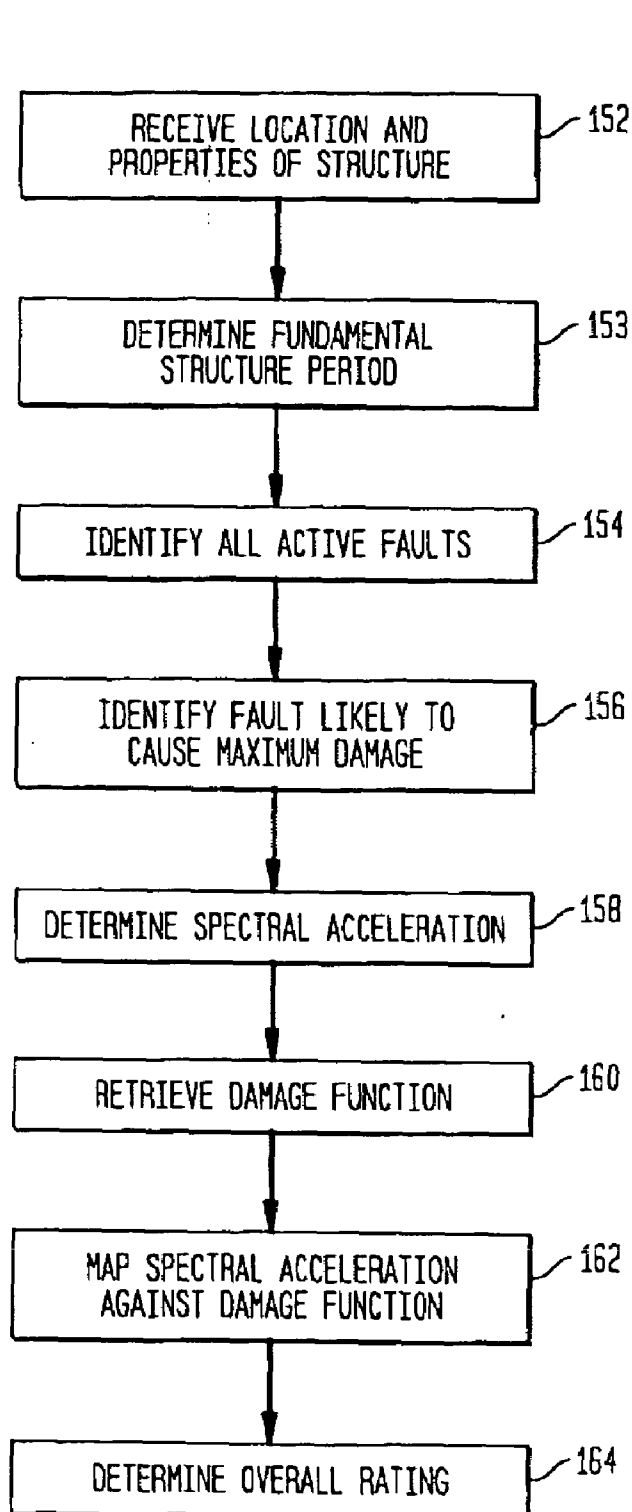 RECEIVE LOCATION AND
PROPERTIES OF STRUCTURE
152
DETERMINE FUNDAMENTAL
STRUCTURE PERIOD
153
IDENTIFY ALL ACTIVE FAULTS
154
IDENTIFY FAULT LIKELY TO
CAUSE MAXIMUM DAMAGE
156
DETERMINE SPECTRAL ACCELERATION
158
RETRIEVE DAMAGE FUNCTION
160
MAP SPECTRAL ACCELERATION
AGAINST DAMAGE FUNCTION
162
DETERMINE OVERALL RATING
164